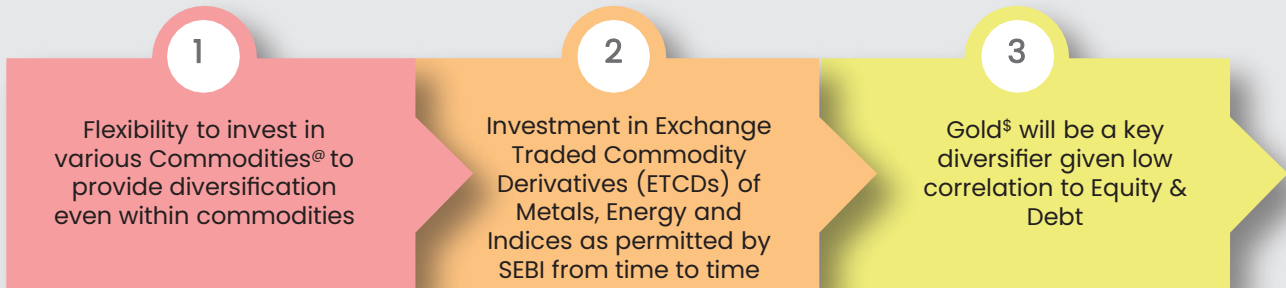 1
Flexibility to invest in
various Commodities@ to
provide diversification
even within commodities
2
Investment in Exchange
Traded Commodity
Derivatives (ETCDs) of
Metals, Energy and
Indices as permitted by
SEBI from time to time
3
Gold$ will be a key
diversifier given low
correlation to Equity &
Debt